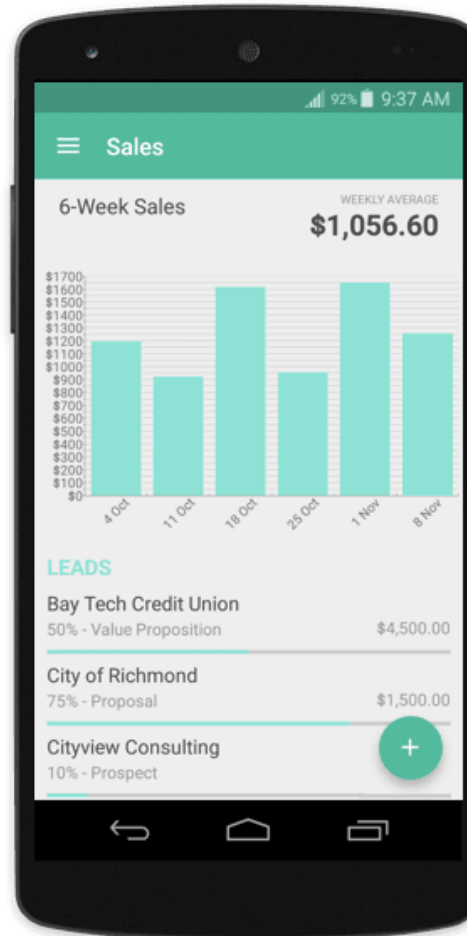 92% 9:37 AM
Sales
6-Week Sales
WEEKLY AVERAGE
$1,056.60
$1700
$1600
$1500
$1400
$1300
$1200
$1100
$1000
$900
$800
$700
$600
$500
$400
$300
$200
$100
$0
4 Oct 11 Oct 18 Oct 25 Oct 1 Nov 8 Nov
LEADS
Bay Tech Credit Union
50% - Value Proposition $4,500.00
City of Richmond
75% - Proposal $1,500.00
Cityview Consulting
10% - Prospect
+